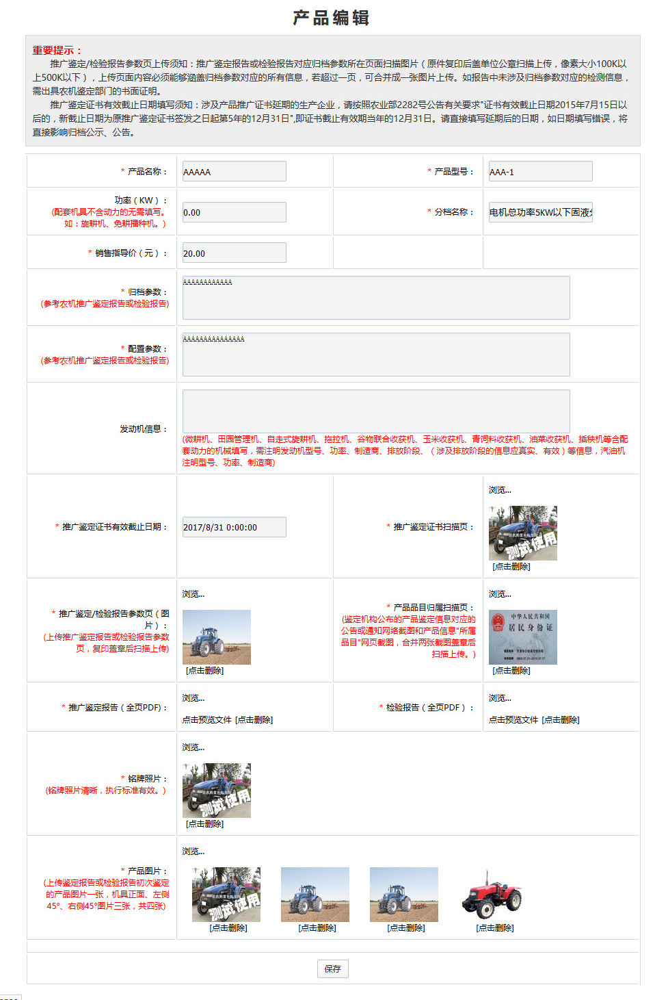 产品编辑
重要提示：
推广鉴定/检验报告参数页上传须知：推广鉴定报告或检验报告对应归档参数所在页面扫描图片（原件复印后盖单位公章扫描上传，像素大小100K以
上500K以下），上传页面内容必须能够涵盖归档参数对应的所有信息，若超过一页，可合并成一张图片上传。如报告中未涉及归档参数对应的检测信息，
需出具农机鉴定部门的书面证明。
推广鉴定证书有效截止日期填写须知：涉及产品推广证书延期的生产企业，请按照农业部2282号公告有关要求"证书有效截止日期2015年7月15日以
后的，新截止日期为原推广鉴定证书签发之日起第5年的12月31日",即证书截止有效期当年的12月31日。请直接填写延期后的日期，如日期填写错误，将
直接影响归档公示、公告。
* 产品名称： AAAAA * 产品型号： AAA-1
功率（KW）：
(配套机具不含动力的无需填写。
如：旋耕机、免耕播种机。)
0.00
* 分档名称： 电机总功率5KW以下固液分
* 销售指导价（元）： 20.00
* 归档参数：
(参考农机推广鉴定报告或检验报告)
AAAAAAAAAAAA
* 配置参数：
(参考农机推广鉴定报告或检验报告)
AAAAAAAAAAAAAAA
发动机信息：
(微耕机、田园管理机、自走式旋耕机、拖拉机、谷物联合收获机、玉米收获机、青饲料收获机、油菜收获机、插秧机等含配
套动力的机械填写，需注明发动机型号、功率、制造商、排放阶段、（涉及排放阶段的信息应真实、有效）等信息，汽油机
注明型号、功率、制造商)
* 推广鉴定证书有效截止日期： 2017/8/31 0:00:00
* 推广鉴定证书扫描页：
浏览...
测试使用
[点击删除]
* 推广鉴定/检验报告参数页（图
片）：
(上传推广鉴定报告或检验报告参数
页，复印盖章后扫描上传)
浏览...
[点击删除]
* 产品品目归属扫描页：
(鉴定机构公布的产品鉴定信息对应的
公告或通知网络截图和产品信息"所属
品目"网页截图，合并两张截图盖章后
扫描上传。)
浏览...
中华人民共和国
居民身份证
[点击删除]
* 推广鉴定报告（全页PDF)：
浏览...
点击预览文件 [点击删除]
* 检验报告（全页PDF）：
浏览...
点击预览文件 [点击删除]
* 铭牌照片：
(铭牌照片清晰，执行标准有效。)
浏览...
测试使用
[点击删除]
* 产品图片：
(上传鉴定报告或检验报告初次鉴定
的产品图片一张，机具正面、左侧
45°、右侧45°图片三张，共四张)
浏览...
测试使用
[点击删除] [点击删除] [点击删除] [点击删除]
保存